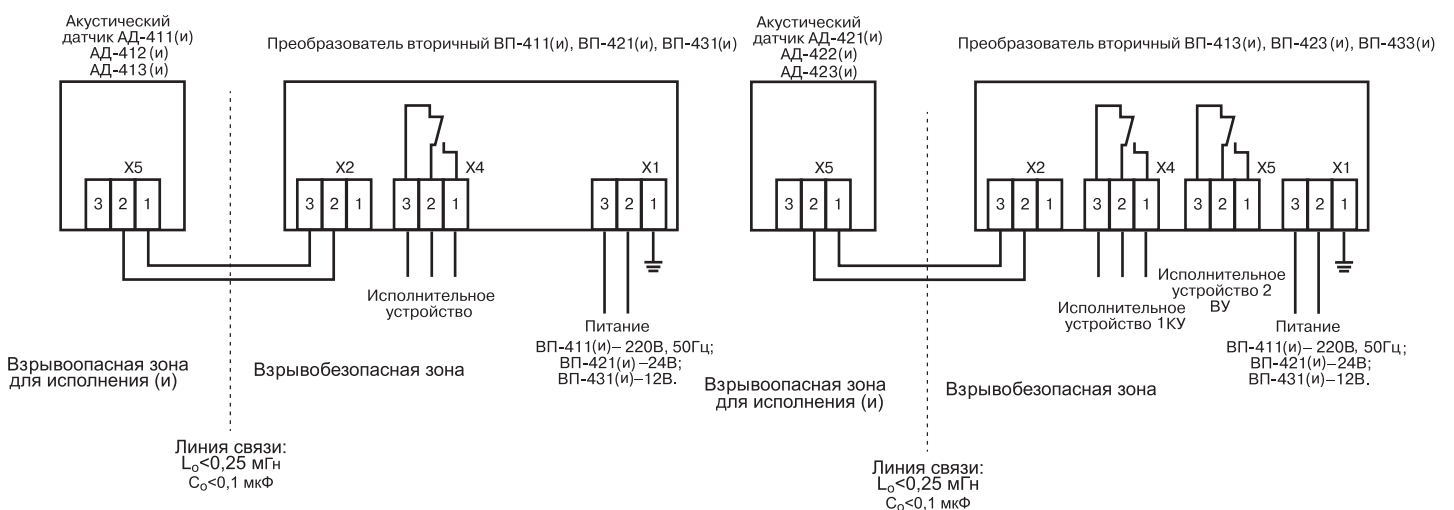 Акустический
датчик АД-411(и)
АД-412(и)
АД-413(и)
Преобразователь вторичный ВП-411(и), ВП-421(и), ВП-431(и)
X5
3 2 1
X2
3 2 1
X4
3 2 1
X1
3 2 1
Исполнительное
устройство
Питание
ВП-411(и)– 220В, 50Гц;
ВП-421(и) –24В;
ВП-431(и)–12В.
Взрывоопасная зона
для исполнения (и)
Взрывобезопасная зона
Линия связи:
Lо<0,25 мГн
Cо<0,1 мкФ
Акустический
датчик АД-421(и)
АД-422(и)
АД-423(и)
Преобразователь вторичный ВП-413(и), ВП-423(и), ВП-433(и)
X5
3 2 1
X2
3 2 1
X4
3 2 1
X5
3 2 1
X1
3 2 1
Исполнительное
устройство 1КУ
Исполнительное
устройство 2
ВУ
Питание
ВП-411(и)– 220В, 50Гц;
ВП-421(и)–24В;
ВП-431(и)–12В.
Взрывоопасная зона
для исполнения (и)
Взрывобезопасная зона
Линия связи:
Lо<0,25 мГн
Cо<0,1 мкФ